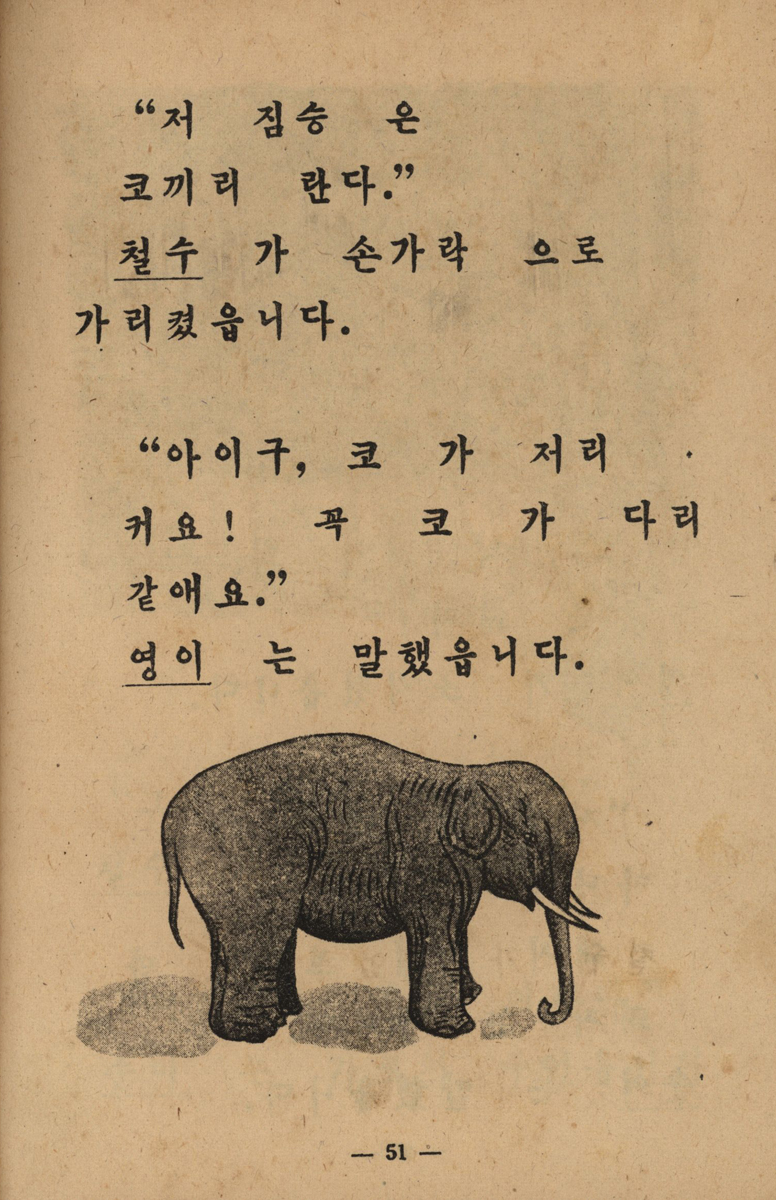 “저 짐승 은
코끼리 란다.”
철수 가 손가락 으로
가리켰읍니다.
“아이구, 코 가 저리
커요! 꼭 코 가 다리
같애요.”
영이 는 말했읍니다.
— 51 —